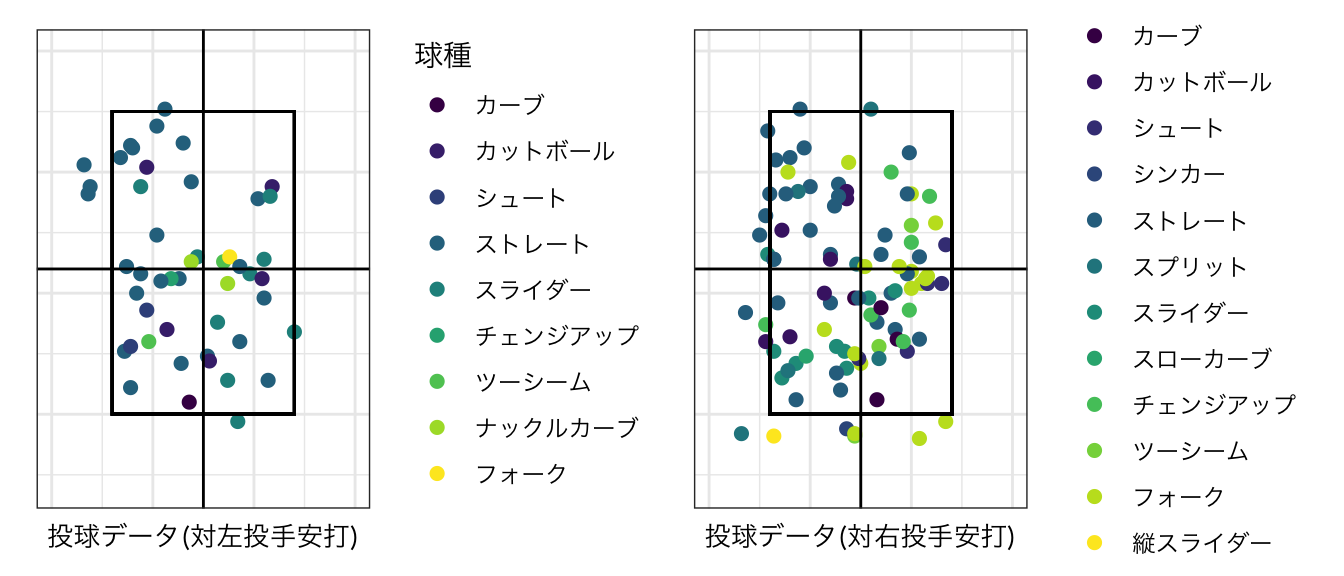 球種
カーブ
カットボール
シュート
ストレート
スライダー
チェンジアップ
ツーシーム
ナックルカーブ
フォーク
投球データ(対左投手安打)
カーブ
カットボール
シュート
シンカー
ストレート
スプリット
スライダー
スローカーブ
チェンジアップ
ツーシーム
フォーク
縦スライダー
投球データ(対右投手安打)